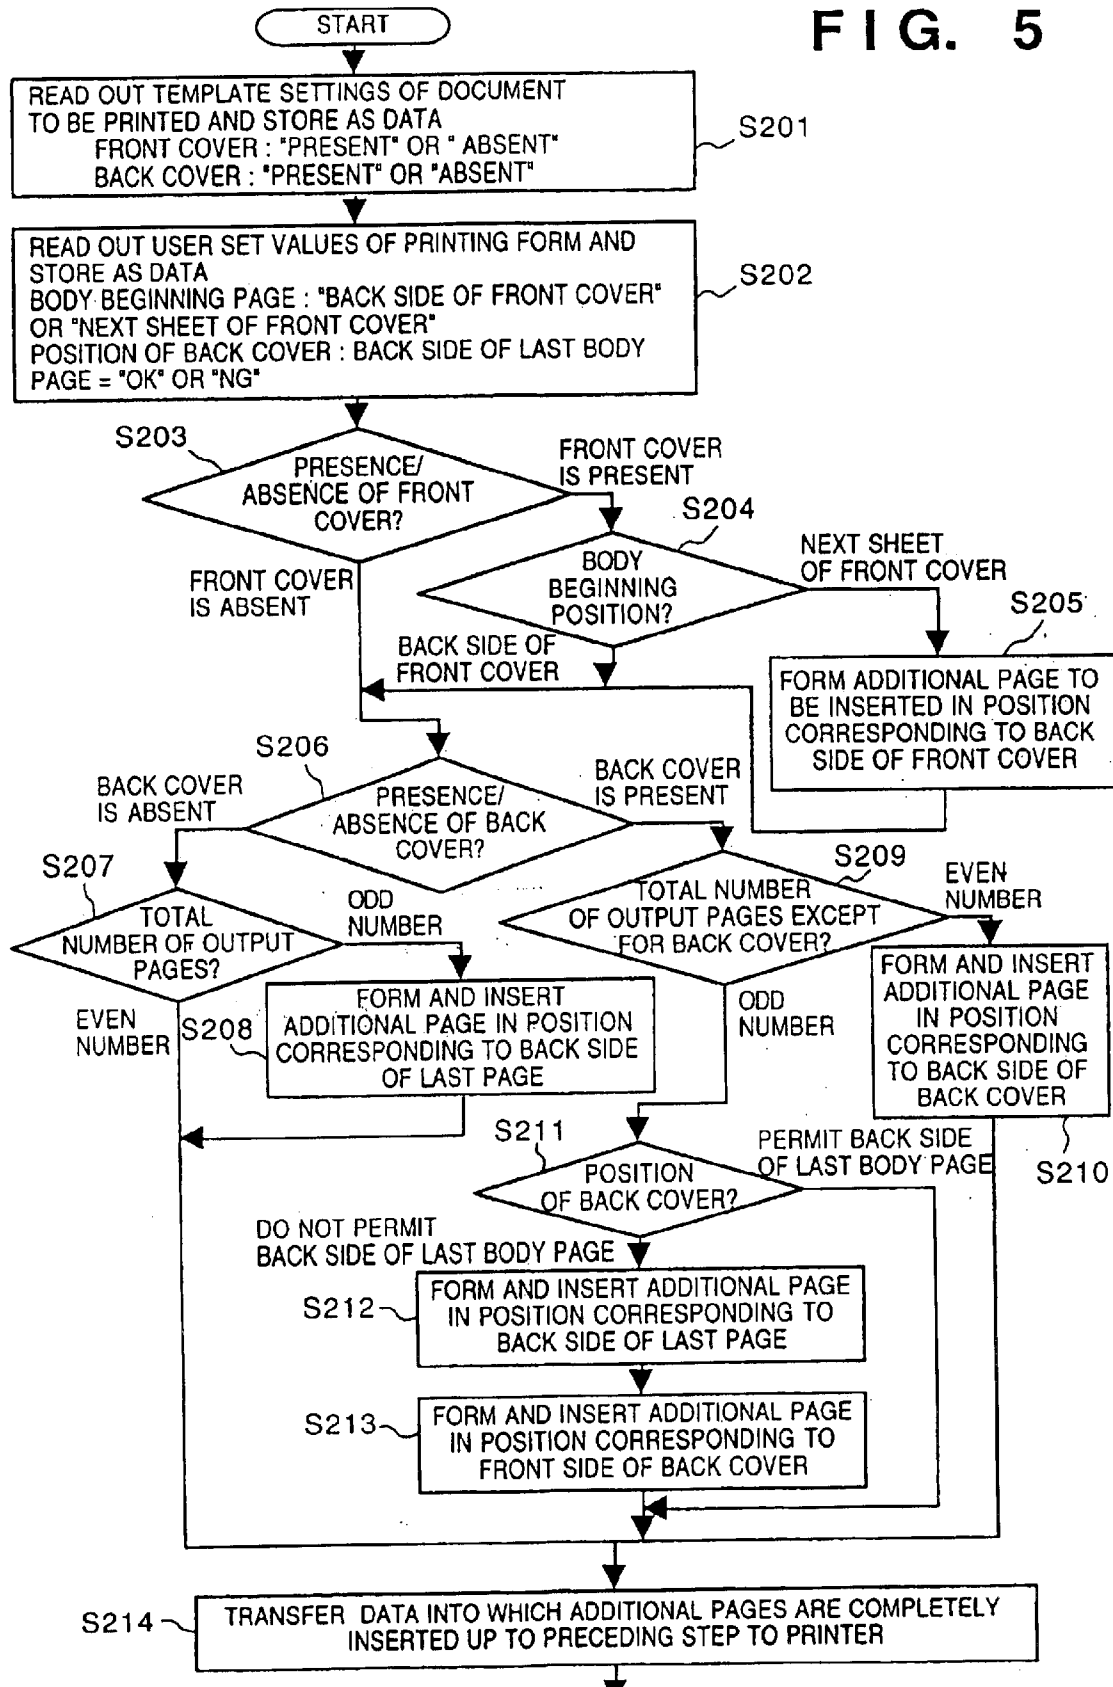 FIG. 5
START
READ OUT TEMPLATE SETTINGS OF DOCUMENT
TO BE PRINTED AND STORE AS DATA
FRONT COVER : "PRESENT" OR " ABSENT"
BACK COVER : "PRESENT" OR "ABSENT"
S201
READ OUT USER SET VALUES OF PRINTING FORM AND
STORE AS DATA
BODY BEGINNING PAGE : "BACK SIDE OF FRONT COVER"
OR "NEXT SHEET OF FRONT COVER"
POSITION OF BACK COVER : BACK SIDE OF LAST BODY
PAGE = "OK" OR "NG"
S202
S203
PRESENCE/
ABSENCE OF FRONT
COVER?
FRONT COVER
IS PRESENT
FRONT COVER
IS ABSENT
S204
BODY
BEGINNING
POSITION?
NEXT SHEET
OF FRONT COVER
BACK SIDE OF
FRONT COVER
S205
FORM ADDITIONAL PAGE TO
BE INSERTED IN POSITION
CORRESPONDING TO BACK
SIDE OF FRONT COVER
S206
PRESENCE/
ABSENCE OF BACK
COVER?
BACK COVER
IS ABSENT
BACK COVER
IS PRESENT
S207
TOTAL
NUMBER OF OUTPUT
PAGES?
ODD
NUMBER
EVEN
NUMBER
S208
FORM AND INSERT
ADDITIONAL PAGE IN POSITION
CORRESPONDING TO BACK SIDE
OF LAST PAGE
S209
TOTAL NUMBER
OF OUTPUT PAGES EXCEPT
FOR BACK COVER?
EVEN
NUMBER
ODD
NUMBER
FORM AND INSERT
ADDITIONAL PAGE
IN POSITION
CORRESPONDING
TO BACK SIDE OF
BACK COVER
S210
S211
POSITION
OF BACK COVER?
PERMIT BACK SIDE
OF LAST BODY PAGE
DO NOT PERMIT
BACK SIDE OF LAST BODY PAGE
S212
FORM AND INSERT ADDITIONAL PAGE
IN POSITION CORRESPONDING TO
BACK SIDE OF LAST PAGE
S213
FORM AND INSERT ADDITIONAL PAGE
IN POSITION CORRESPONDING TO
FRONT SIDE OF BACK COVER
S214
TRANSFER DATA INTO WHICH ADDITIONAL PAGES ARE COMPLETELY
INSERTED UP TO PRECEDING STEP TO PRINTER